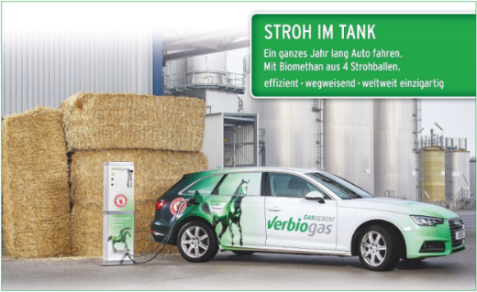 STROH IM TANK
Ein ganzes Jahr lang Auto fahren.
Mit Biomethan aus 4 Strohballen.
effizient · wegweisend · weltweit einzigartig
GASGEBEN!
verbiogas